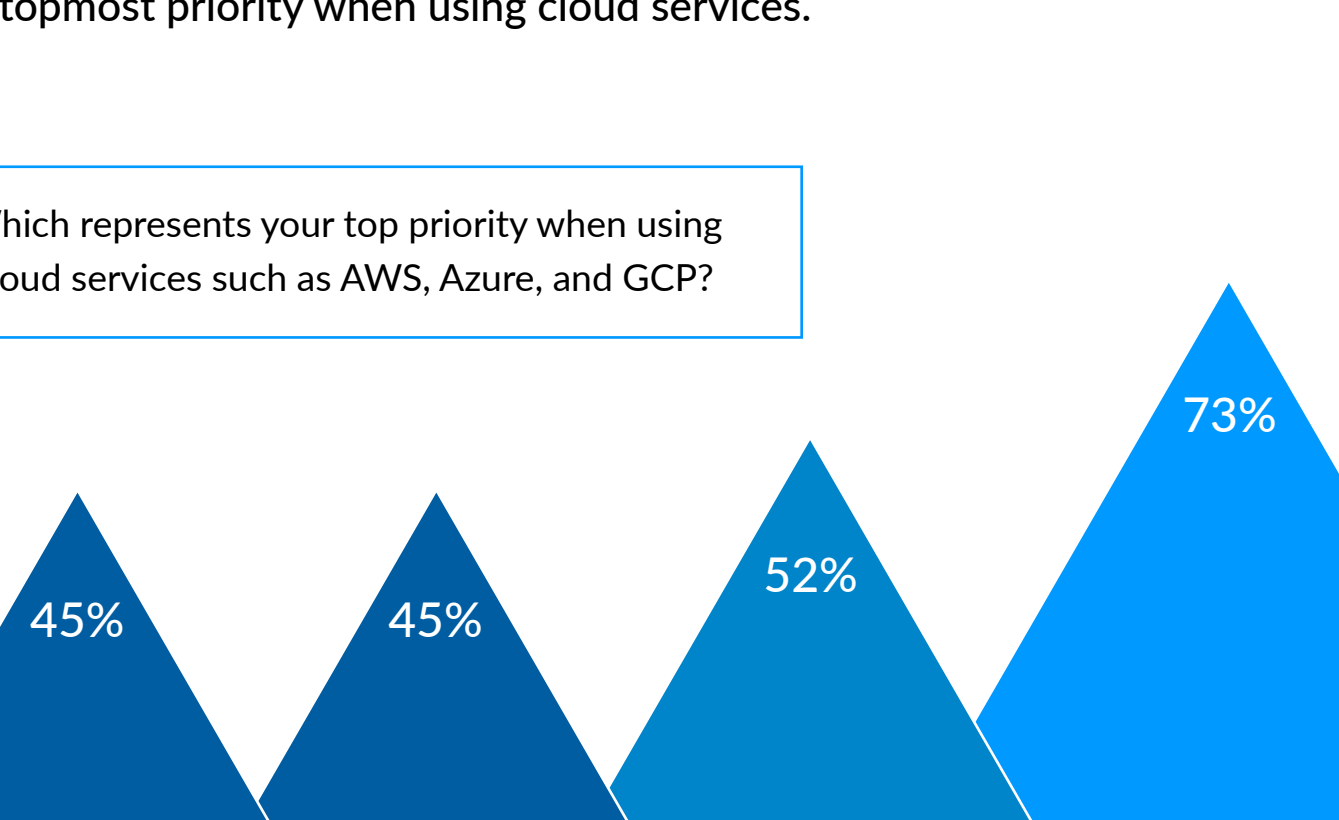 topmost priority when using cloud services.
hich represents your top priority when using
oud services such as AWS, Azure, and GCP?
73%
52%
45%
45%